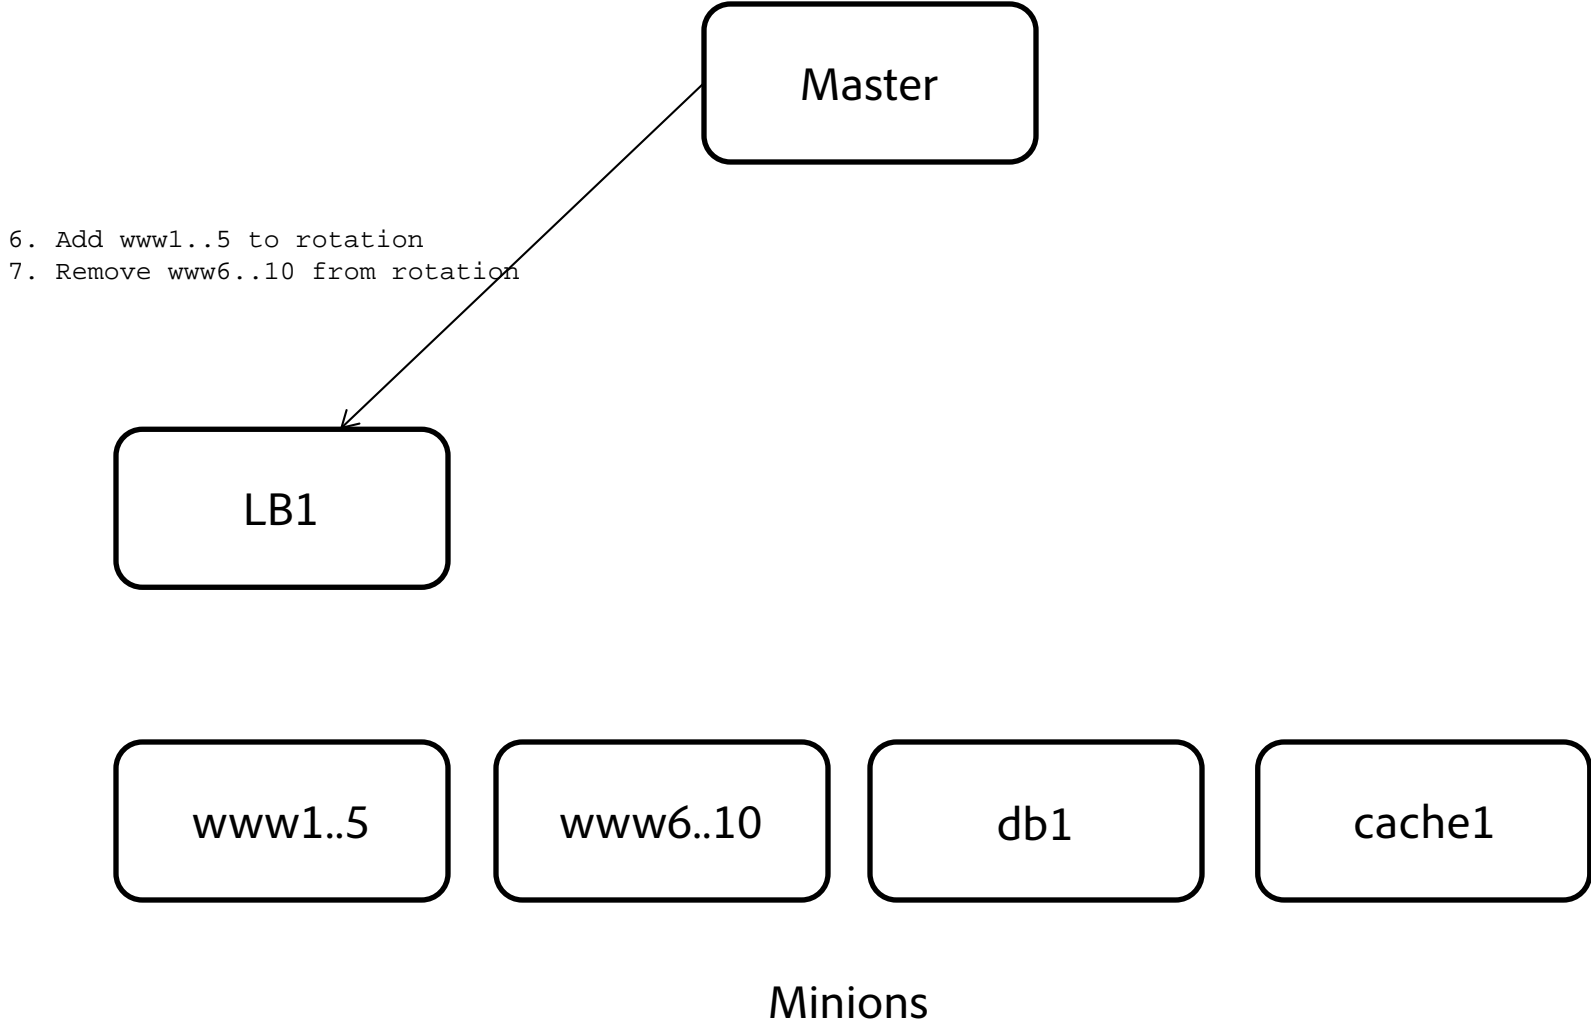 Master
6. Add www1..5 to rotation
7. Remove www6..10 from rotation
LB1
www1..5
www6..10
db1
cache1
Minions